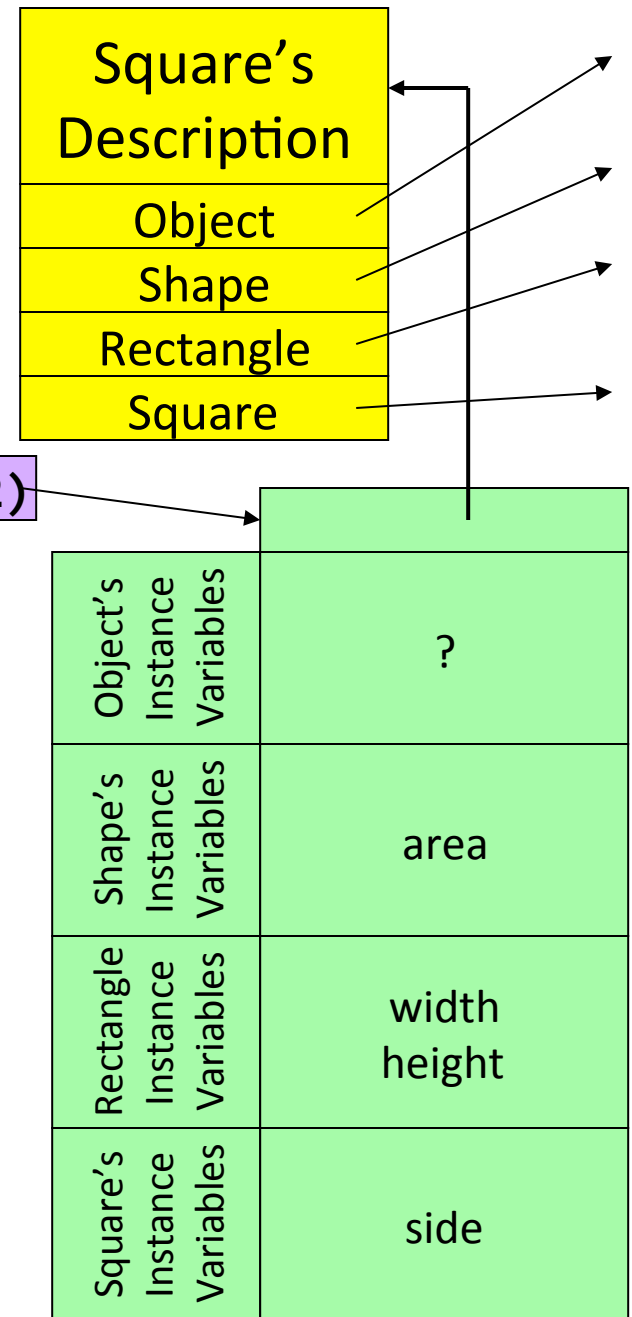 Square’s
Description
Object
Shape
Rectangle
Square
)
Object’s
Instance
Variables
?
Shape’s
Instance
Variables
area
Rectangle
Instance
Variables
width
height
Square’s
Instance
Variables
side